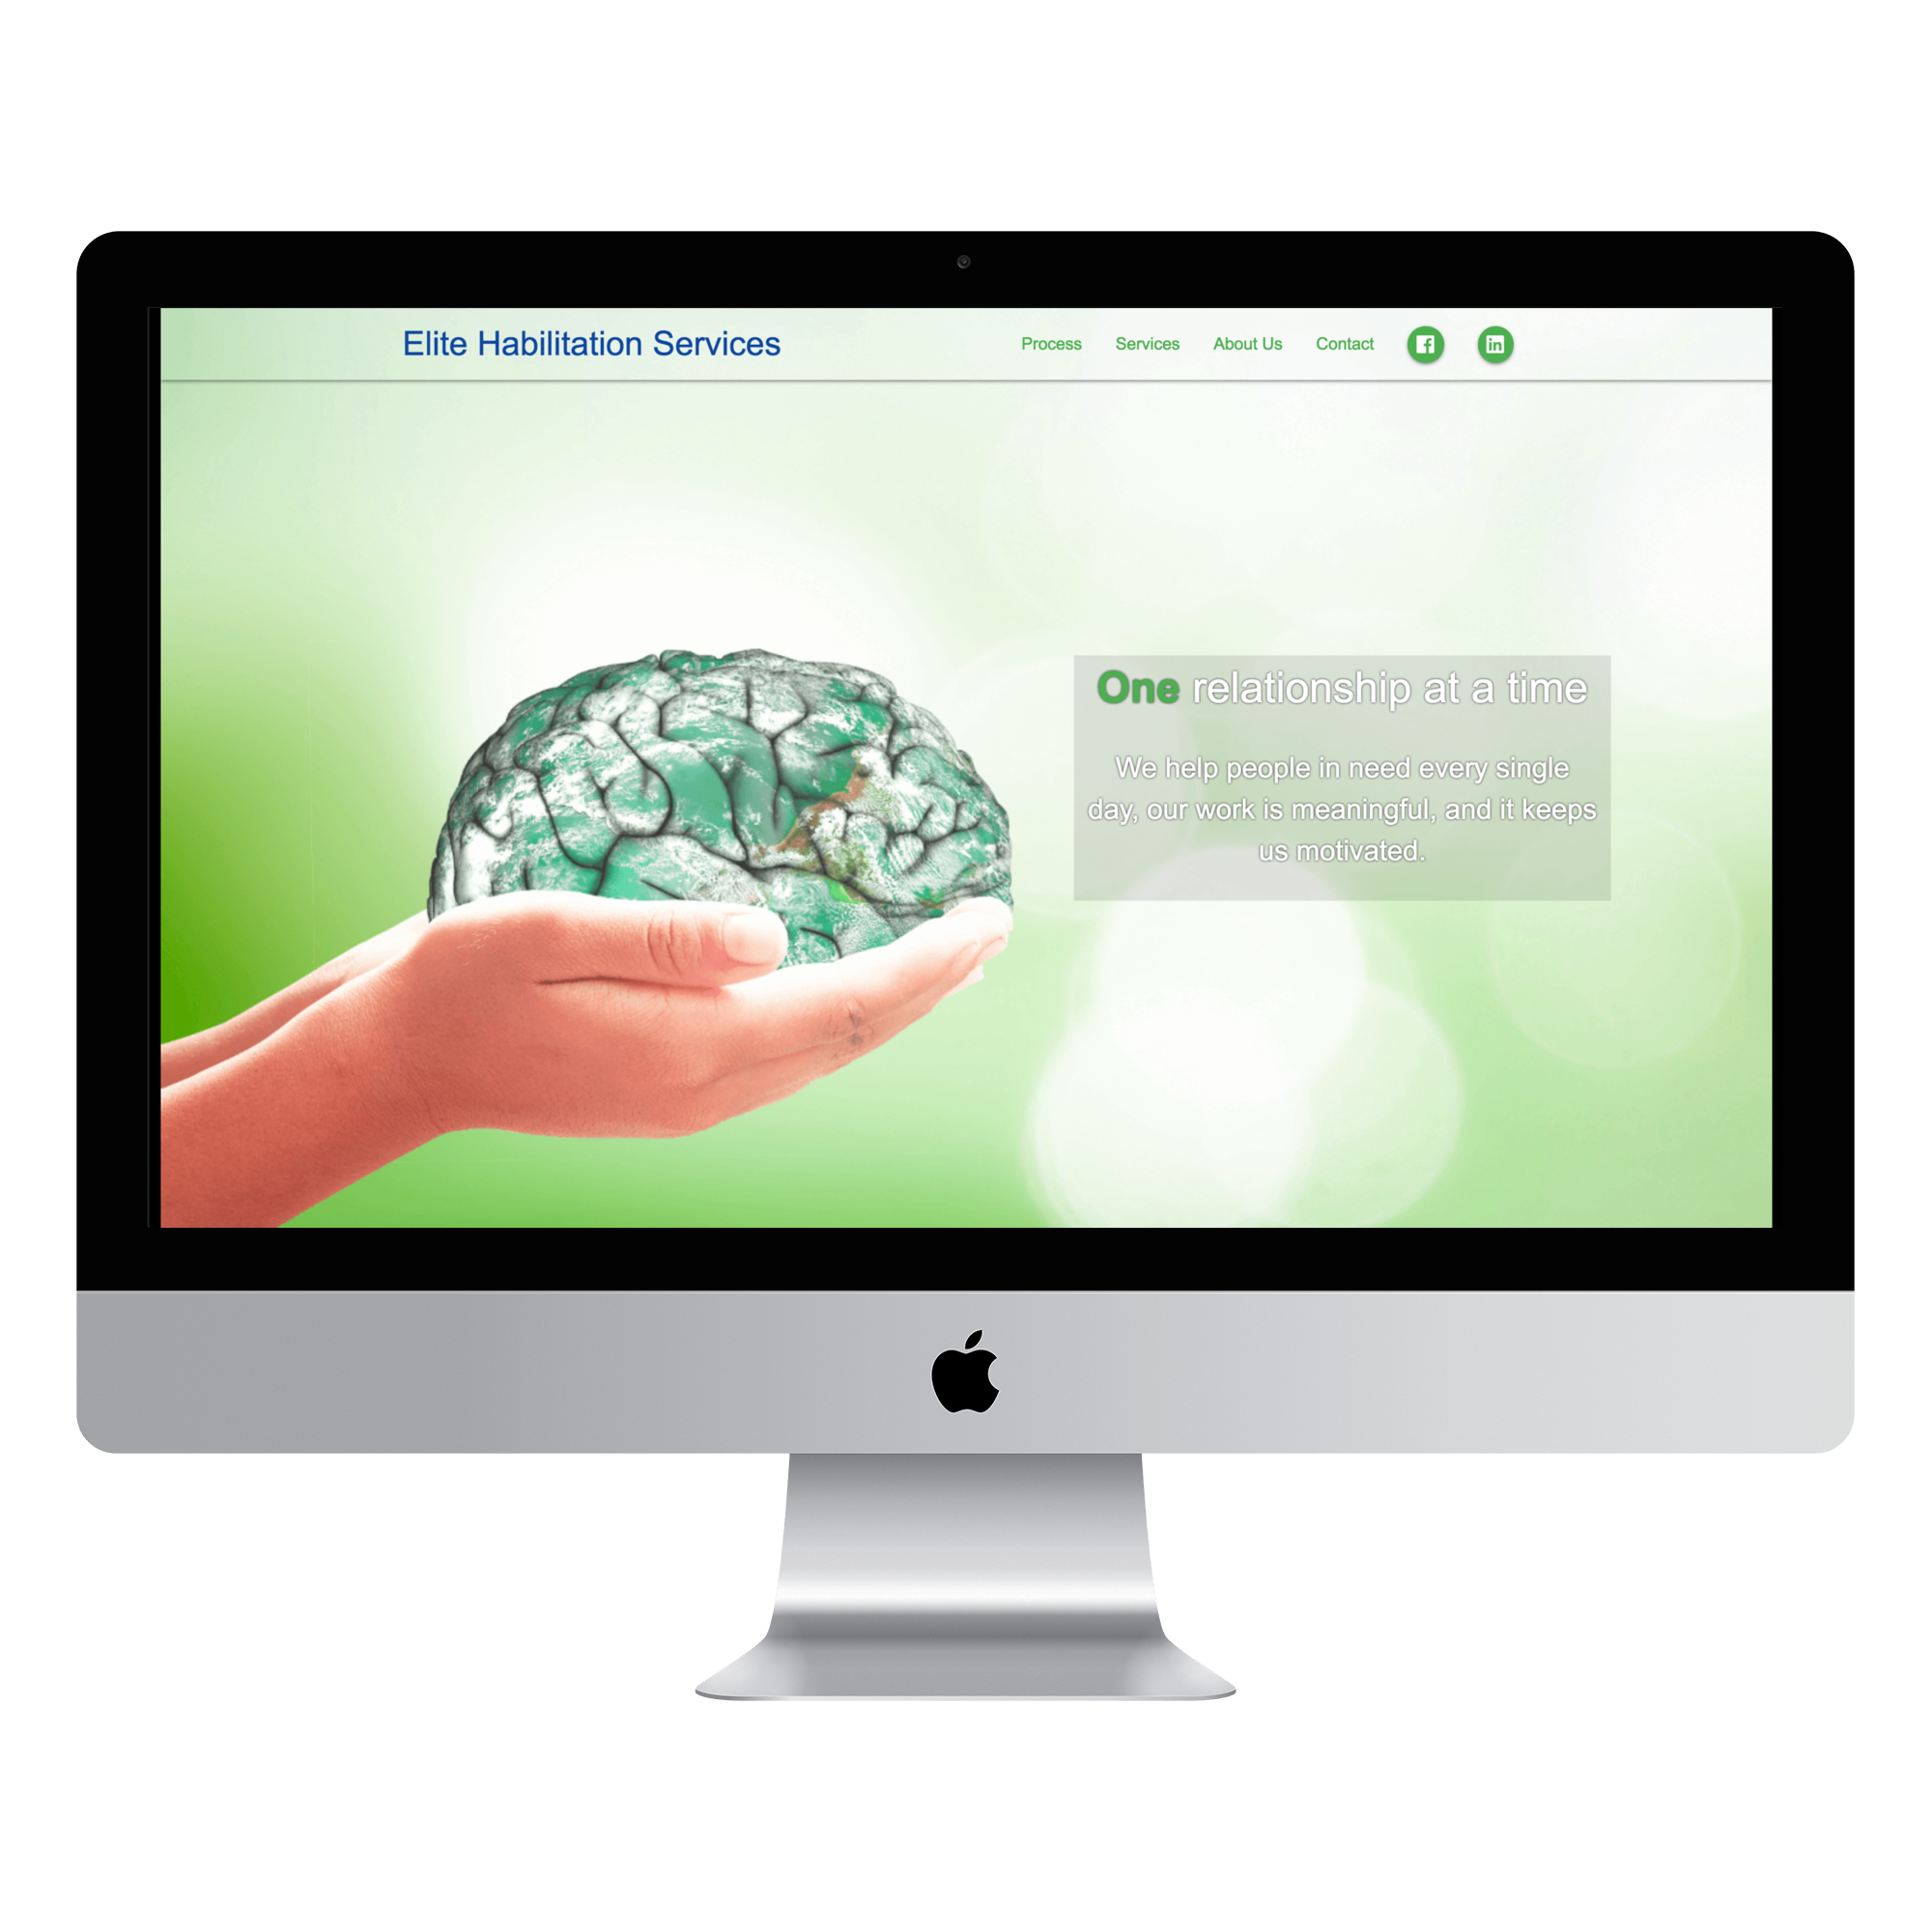 Elite Habilitation Services
Process Services About Us Contact
One relationship at a time
We help people in need every single
day, our work is meaningful, and it keeps
us motivated.